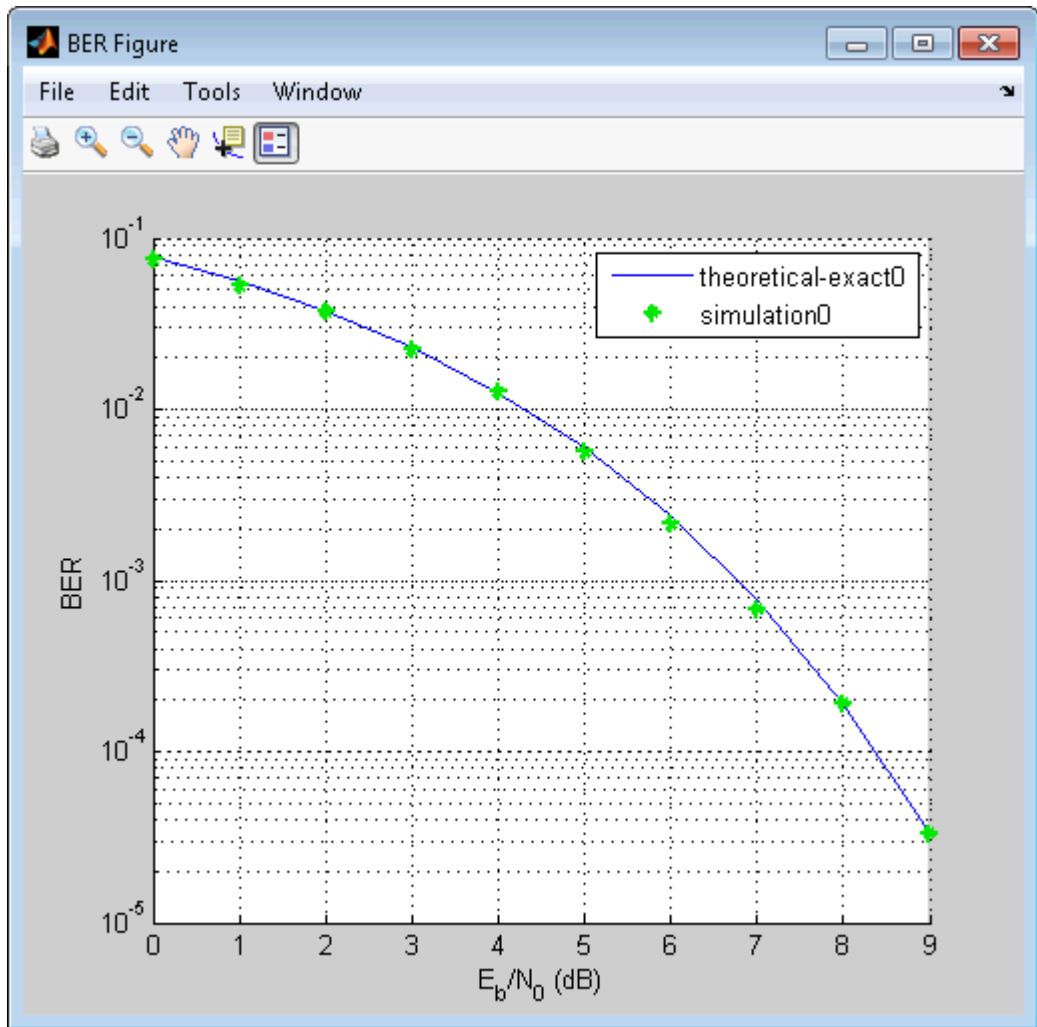 BER Figure
File Edit Tools Window
10^-1
10^-2
10^-3
10^-4
10^-5
BER
theoretical-exact0
simulation0
0 1 2 3 4 5 6 7 8 9
E_b/N_0 (dB)